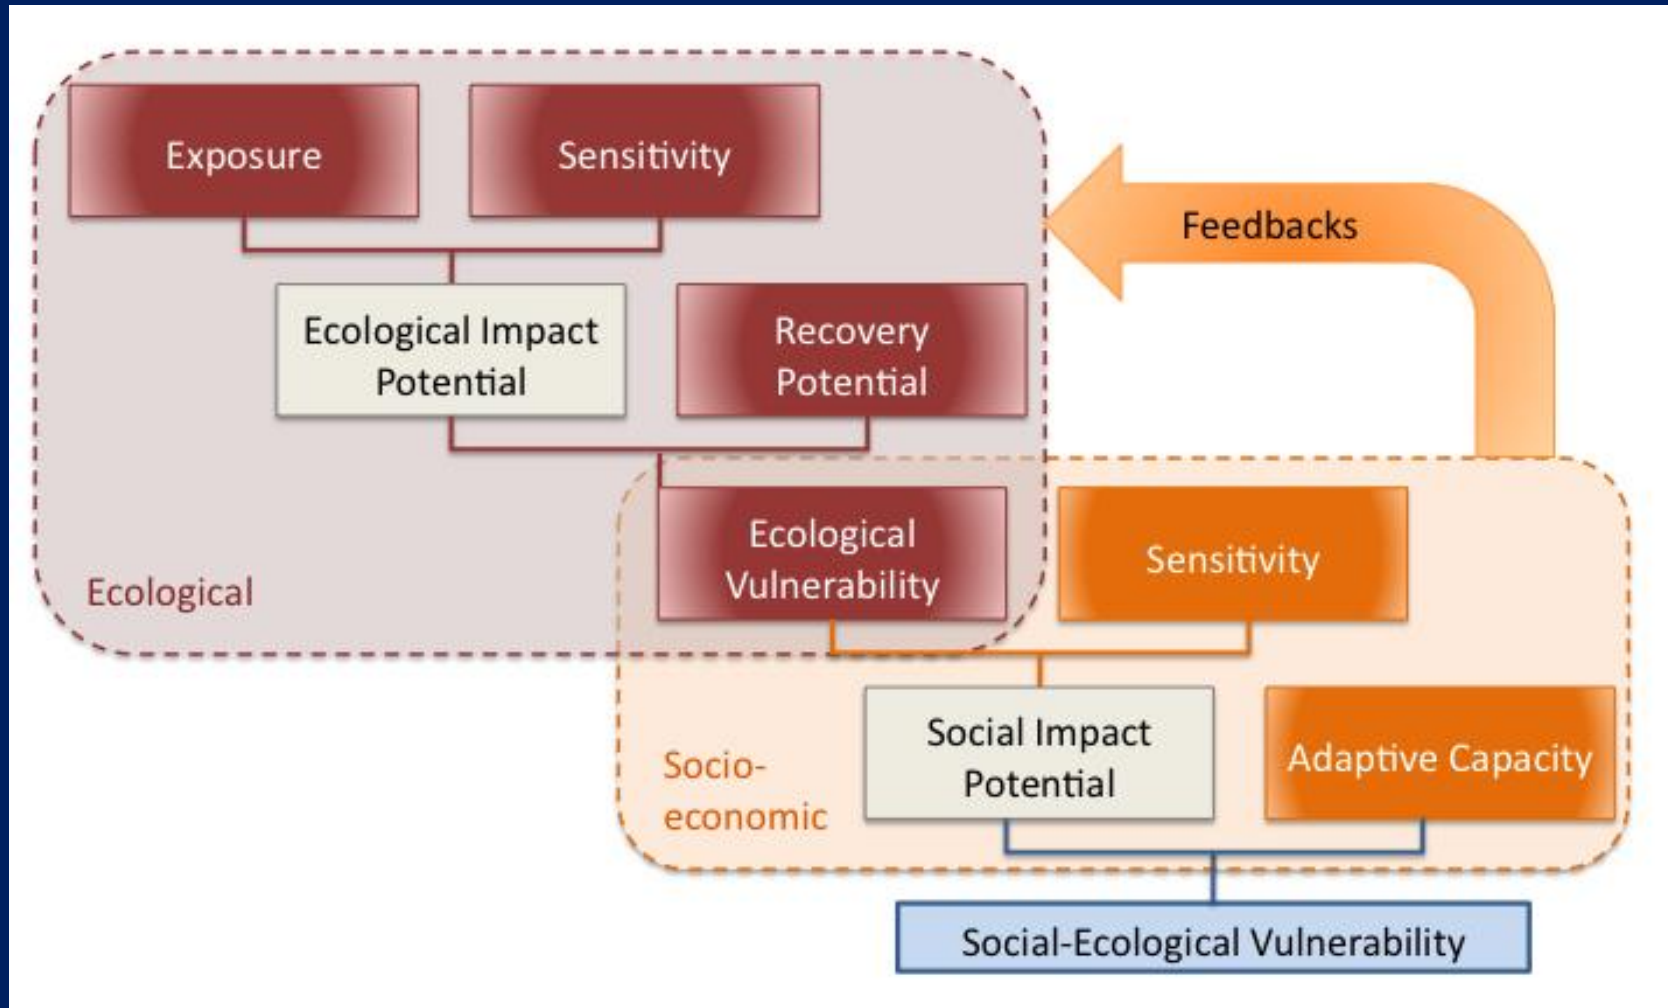 Exposure
Sensitivity
Feedbacks
Ecological Impact
Potential
Recovery
Potential
Ecological
Vulnerability
Sensitivity
Ecological
Social Impact
Potential
Adaptive Capacity
Socio-
economic
Social-Ecological Vulnerability